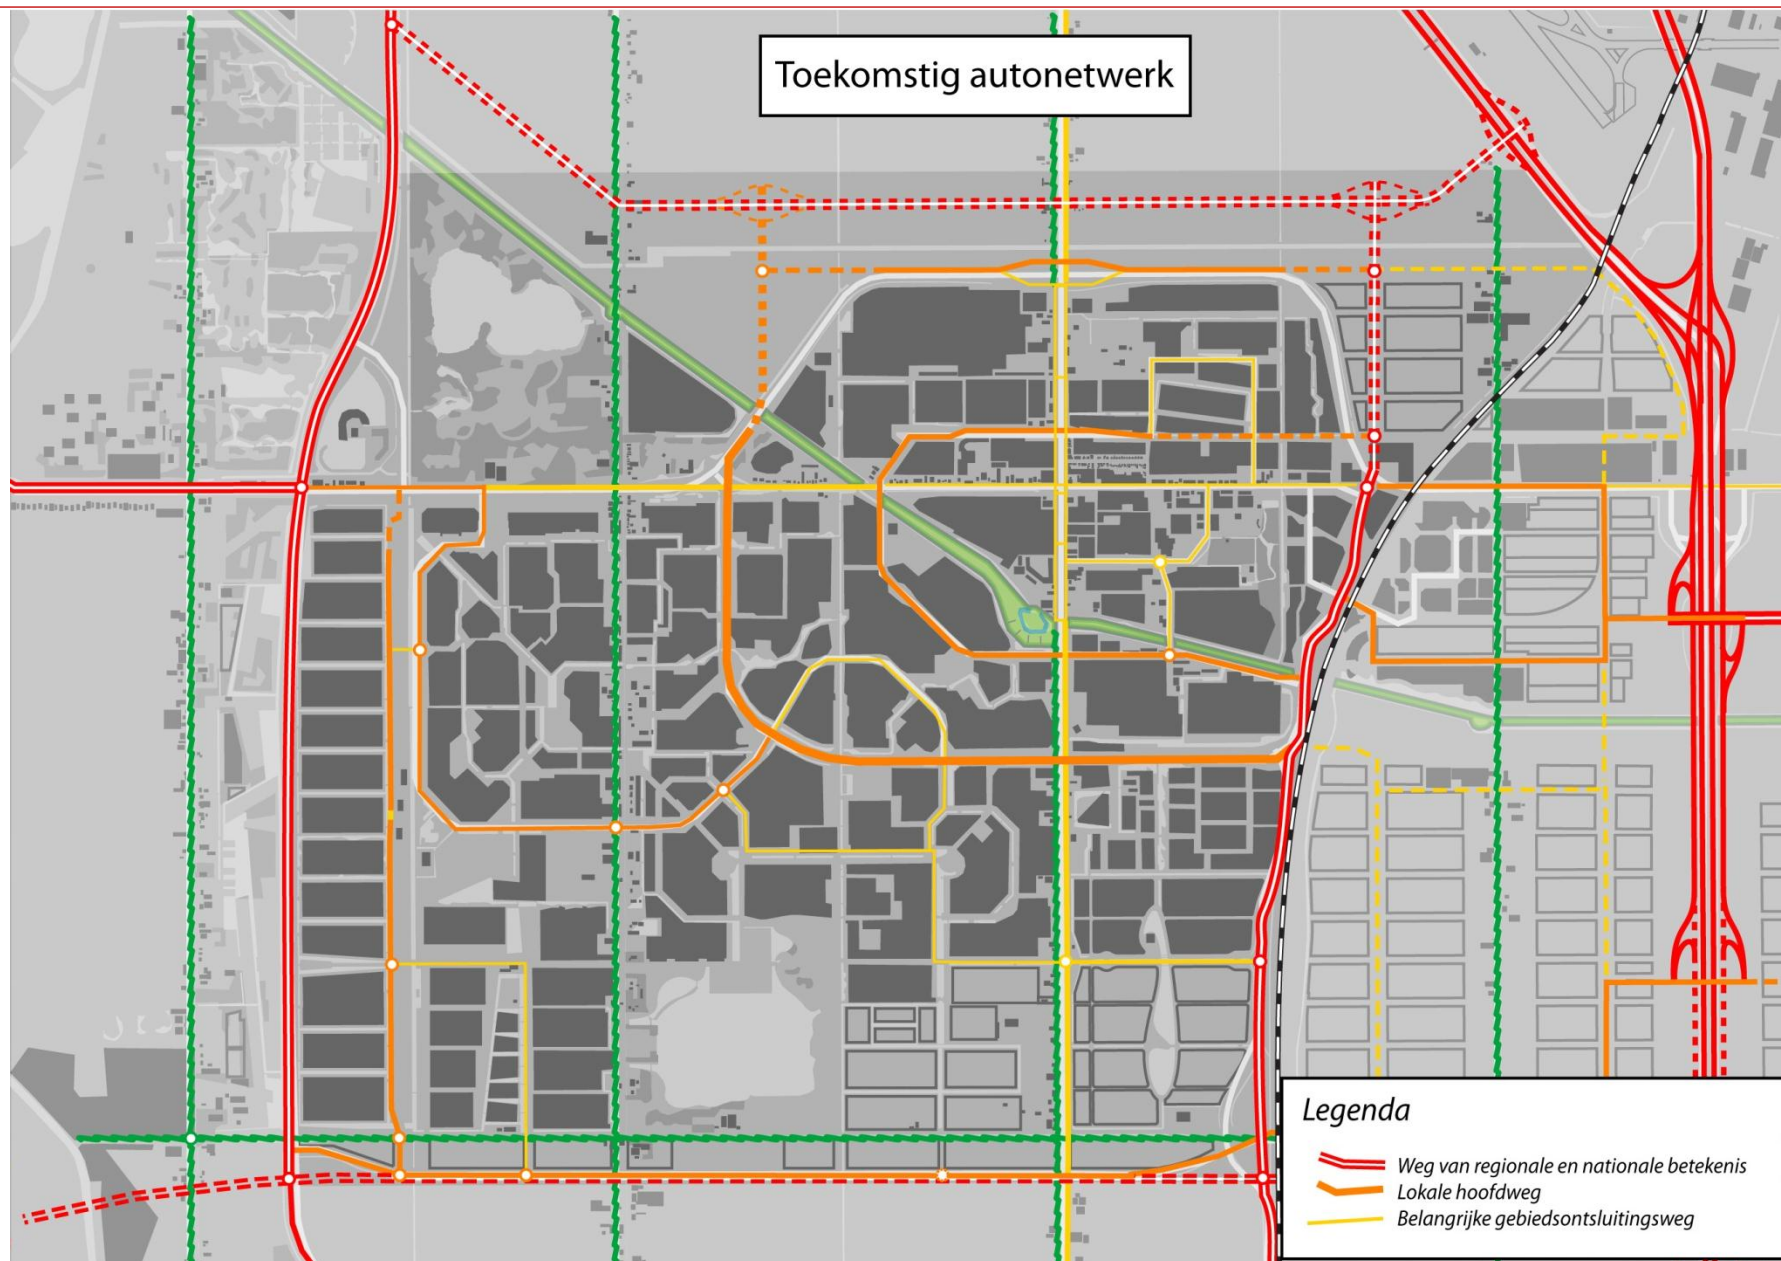 Toekomstig autonetwerk
Legenda
Weg van regionale en nationale betekenis
Lokale hoofdweg
Belangrijke gebiedsontsluitingsweg